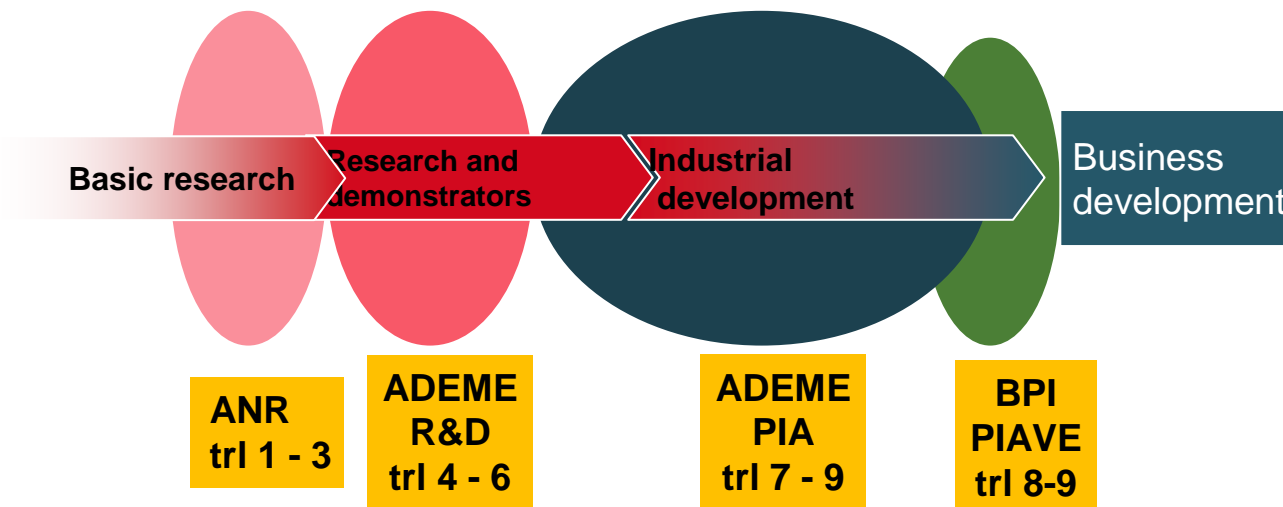 Basic research
Research and
demonstrators
Industrial
development
Business
development
ANR
trl 1 - 3
ADEME
R&D
trl 4 - 6
ADEME
PIA
trl 7 - 9
BPI
PIAVE
trl 8-9